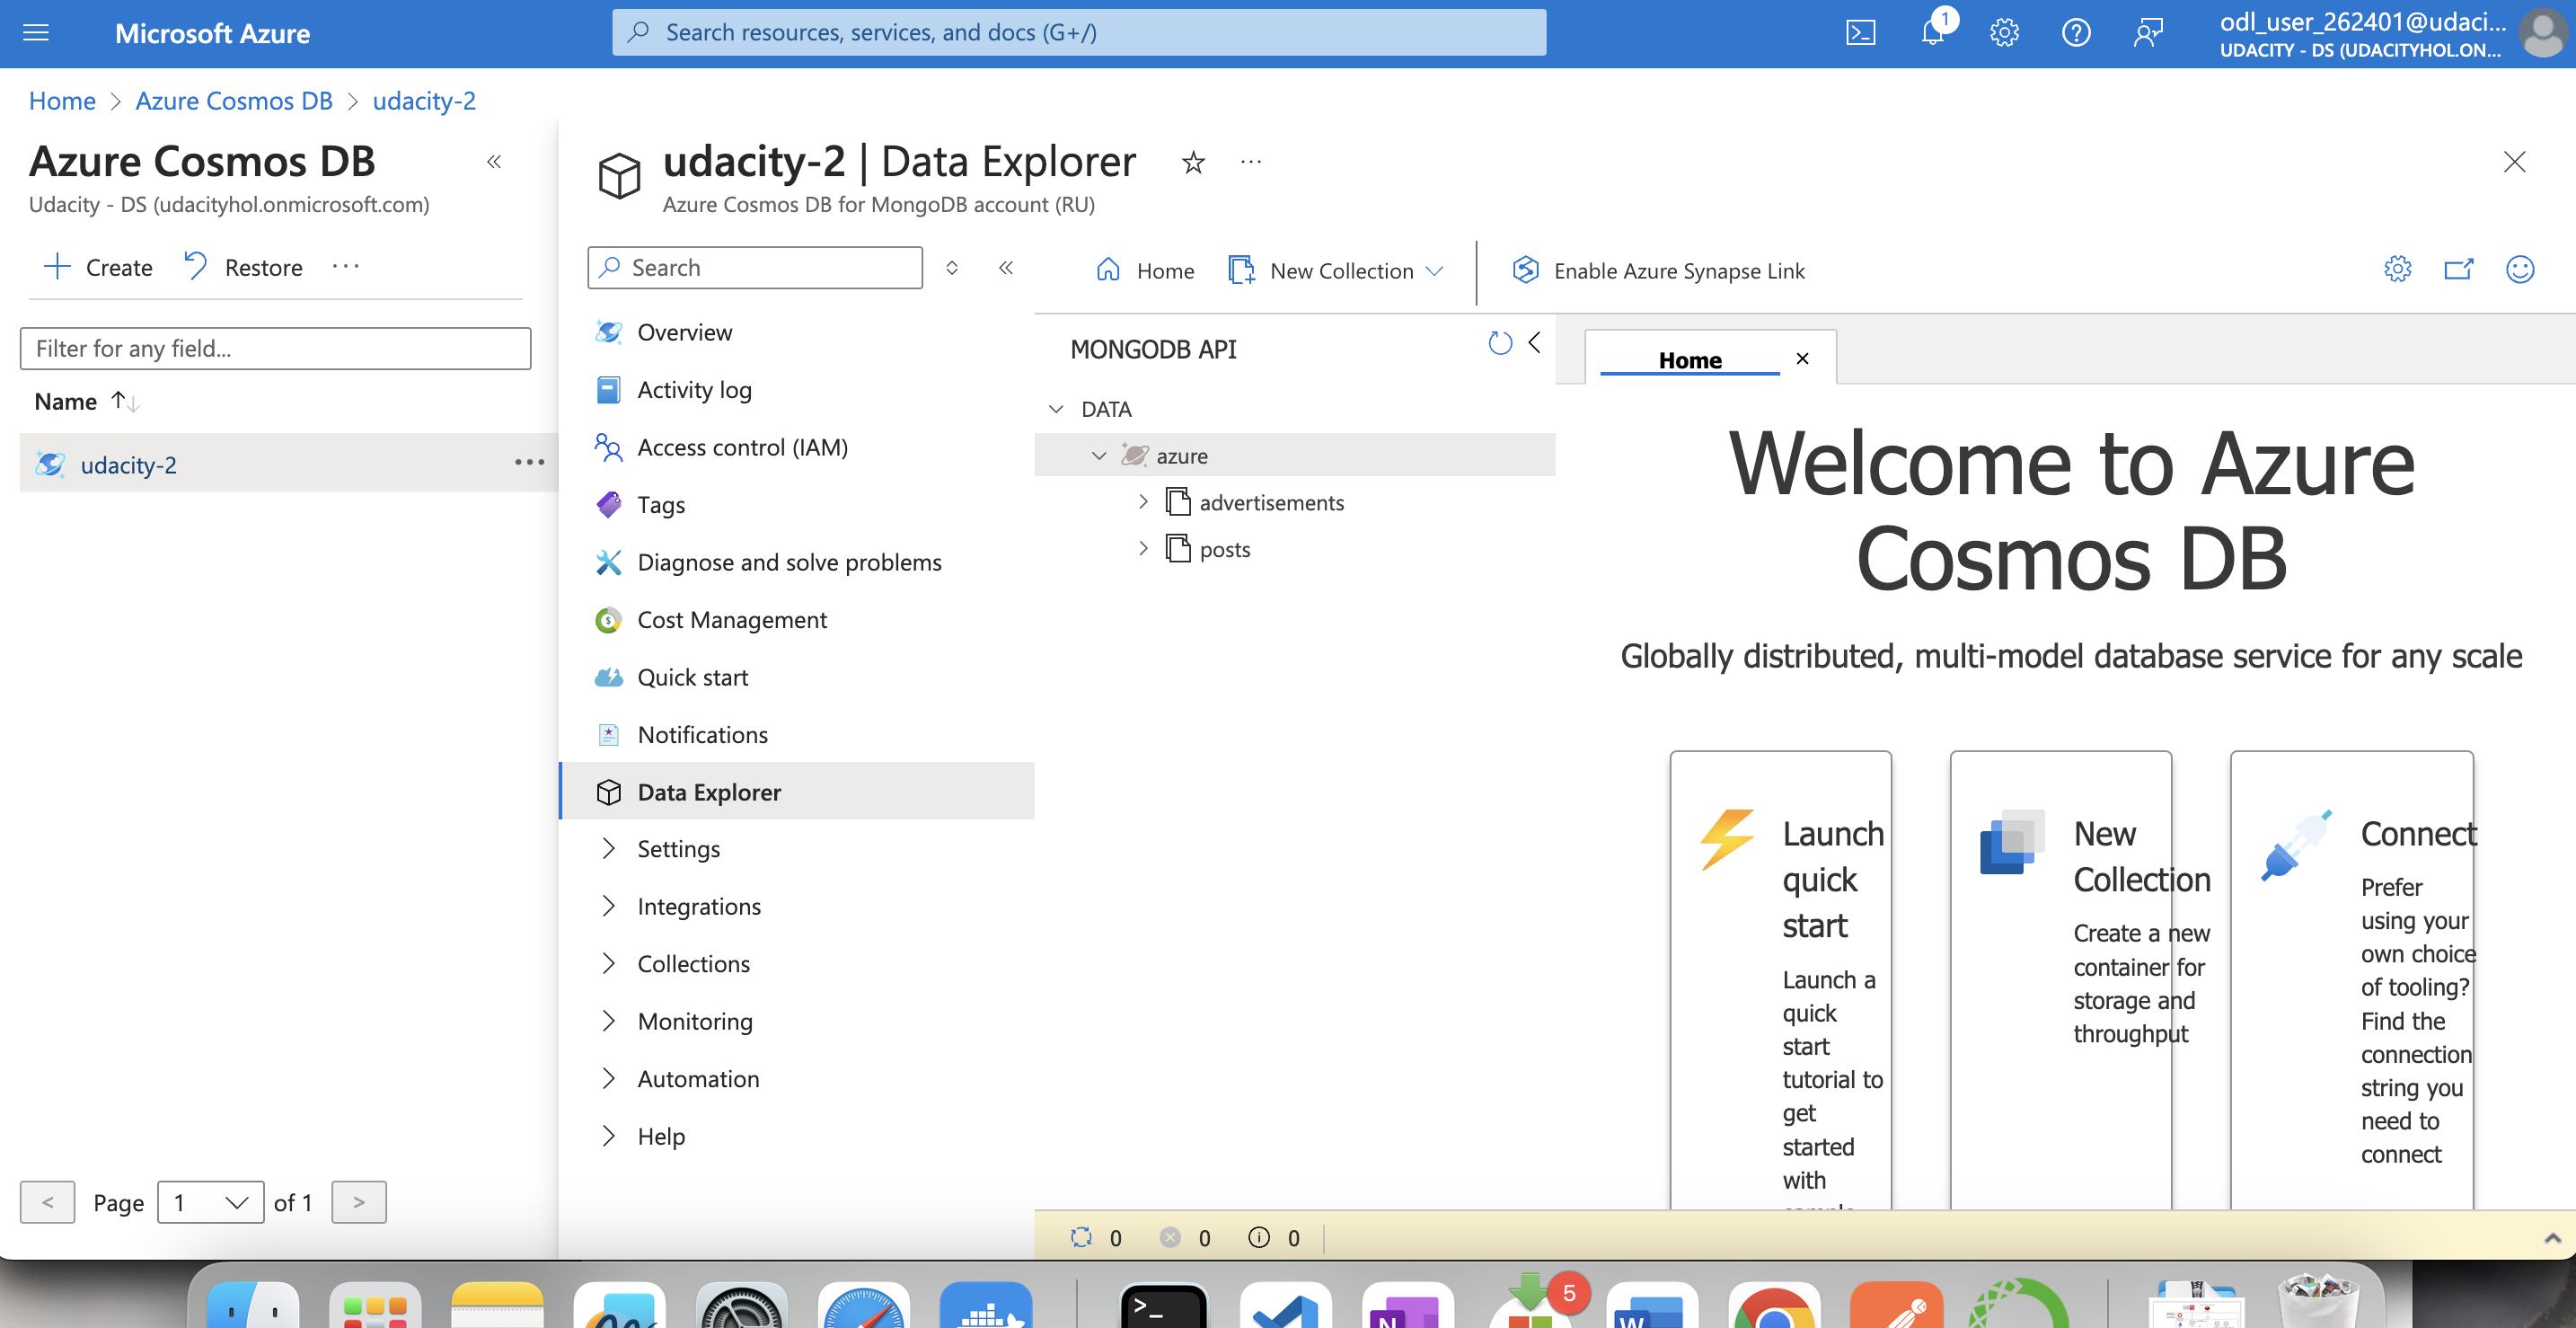 Microsoft Azure
Search resources, services, and docs (G+/)
1
odl_user_262401@udaci...
UDACITY - DS (UDACITYHOL.ON...
Home > Azure Cosmos DB > udacity-2
Azure Cosmos DB
Udacity - DS (udacityhol.onmicrosoft.com)
Create
Restore
...
Filter for any field...
Name
udacity-2
Page 1 of 1
udacity-2 | Data Explorer
Azure Cosmos DB for MongoDB account (RU)
Search
Overview
Activity log
Access control (IAM)
Tags
Diagnose and solve problems
Cost Management
Quick start
Notifications
Data Explorer
Settings
Integrations
Collections
Monitoring
Automation
Help
Home
New Collection
Enable Azure Synapse Link
MONGODB API
DATA
azure
advertisements
posts
Home
Welcome to Azure
Cosmos DB
Globally distributed, multi-model database service for any scale
Launch
quick
start
Launch a
quick
start
tutorial to
get
started
with
New
Collection
Create a new
container for
storage and
throughput
Connect
Prefer
using your
own choice
of tooling?
Find the
connection
string you
need to
connect
0
0
0
>_
N
5
W